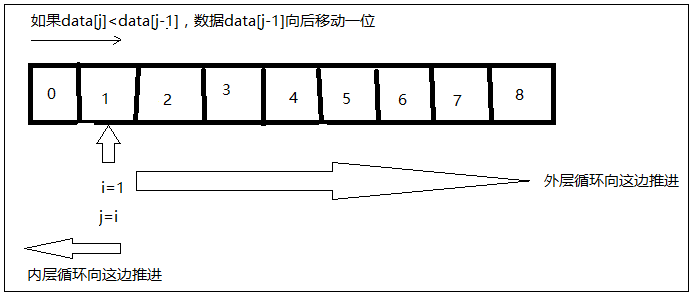 如果data[j]<data[j-1]，数据data[j-1]向后移动一位
0 1 2 3 4 5 6 7 8
i=1
外层循环向这边推进
j=i
内层循环向这边推进